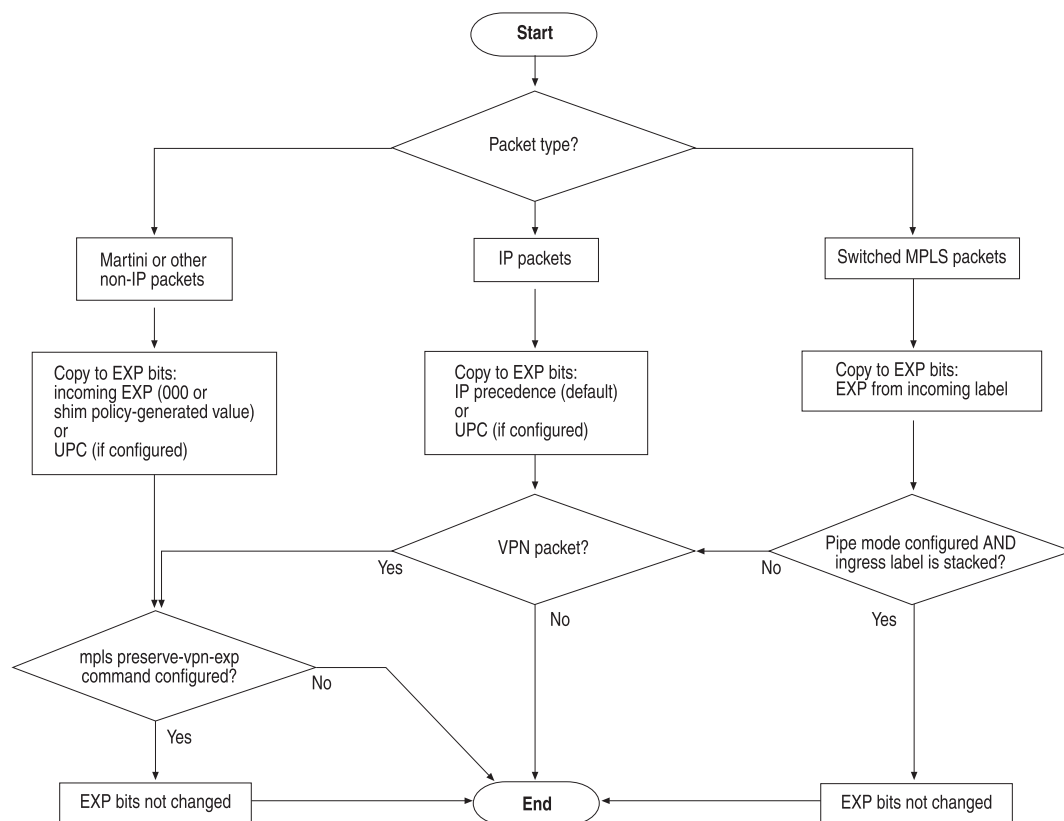 Start
Packet type?
Martini or other
non-IP packets
IP packets
Switched MPLS packets
Copy to EXP bits:
incoming EXP (000 or
shim policy-generated value)
or
UPC (if configured)
Copy to EXP bits:
IP precedence (default)
or
UPC (if configured)
Copy to EXP bits:
EXP from incoming label
VPN packet?
Pipe mode configured AND
ingress label is stacked?
Yes
No
No
Yes
mpls preserve-vpn-exp
command configured?
No
Yes
EXP bits not changed
End
EXP bits not changed